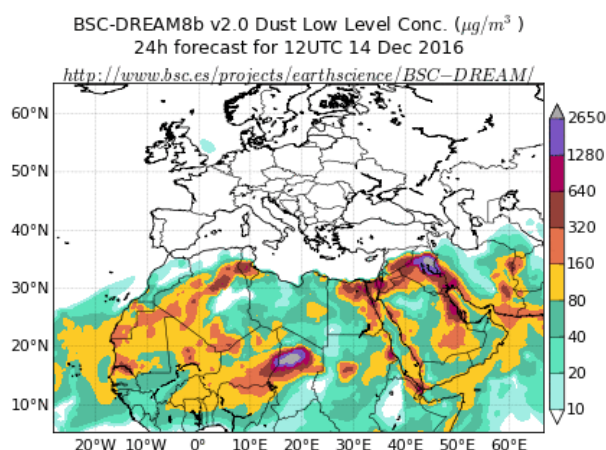 BSC-DREAM8b v2.0 Dust Low Level Conc. (μg/m³ )
24h forecast for 12UTC 14 Dec 2016
http://www.bsc.es/projects/earthscience/BSC−DREAM/
60°N
50°N
40°N
30°N
20°N
10°N
20°W 10°W 0° 10°E 20°E 30°E 40°E 50°E 60°E
2650
1280
640
320
160
80
40
20
10